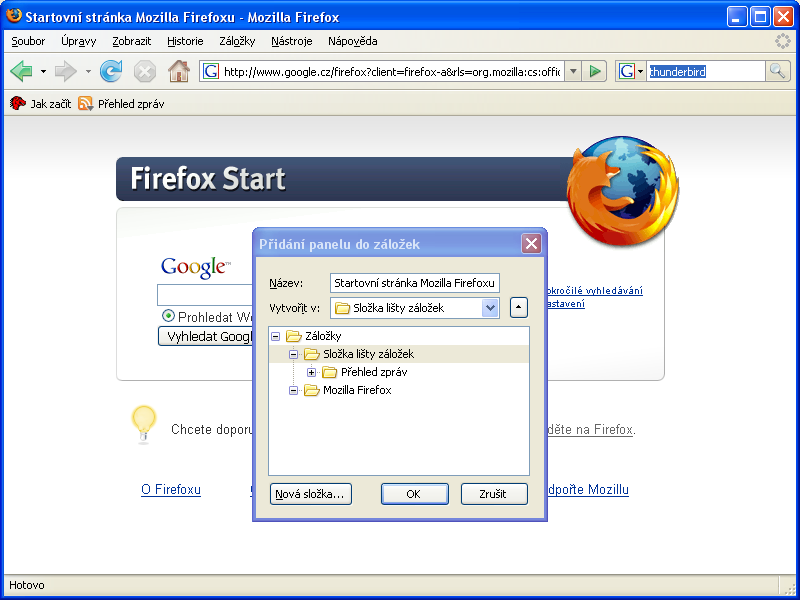 Startovní stránka Mozilla Firefoxu - Mozilla Firefox
Soubor Úpravy Zobrazit Historie Záložky Nástroje Nápověda
http://www.google.cz/firefox?client=firefox-a&rls=org.mozilla:cs:offic
thunderbird
Jak začít Přehled zpráv
Firefox Start
Přidání panelu do záložek
Google™
Název: Startovní stránka Mozilla Firefoxu
okročilé vyhledávání
Vytvořit v: Složka lišty záložek
astavení
Prohledat We
Vyhledat Googl
Záložky
Složka lišty záložek
Přehled zpráv
Mozilla Firefox
Chcete doporu
děte na Firefox.
O Firefoxu
dpořte Mozillu
Nová složka... OK Zrušit
Hotovo